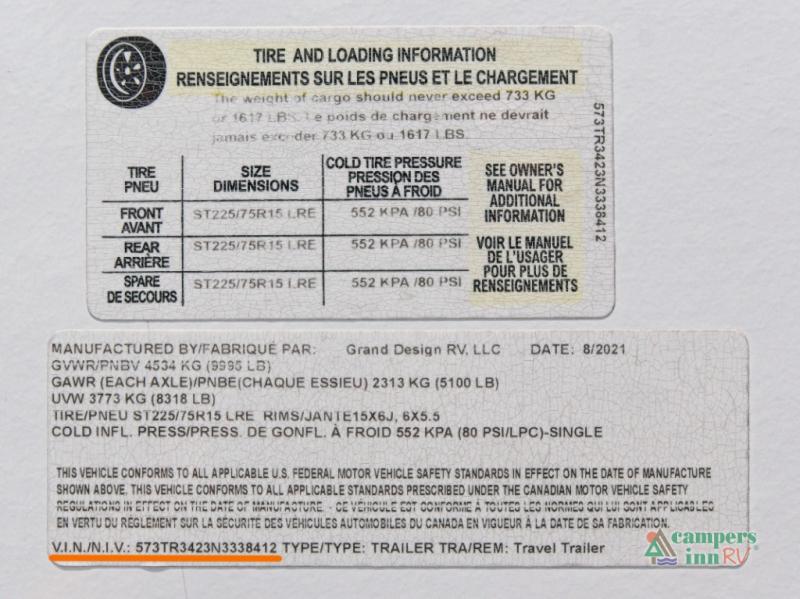 TIRE AND LOADING INFORMATION
RENSEIGNEMENTS SUR LES PNEUS ET LE CHARGEMENT
The weight of cargo should never exceed 733 KG
or 1617 LBS. Le poids de chargement ne devrait
jamais exceder 733 KG ou 1617 LBS.
TIRE PNEU SIZE DIMENSIONS COLD TIRE PRESSURE PRESSION DES PNEUS À FROID
FRONT AVANT ST225/75R15 LRE 552 KPA /80 PSI
REAR ARRIÈRE ST225/75R15 LRE 552 KPA /80 PSI
SPARE DE SECOURS ST225/75R15 LRE 552 KPA /80 PSI
SEE OWNER'S
MANUAL FOR
ADDITIONAL
INFORMATION
VOIR LE MANUEL
DE L'USAGER
POUR PLUS DE
RENSEIGNEMENTS
573TR3423N3338412
MANUFACTURED BY/FABRIQUE PAR: Grand Design RV, LLC DATE: 8/2021
GVWR/PNBV 4534 KG (9995 LB)
GAWR (EACH AXLE)/PNBE(CHAQUE ESSIEU) 2313 KG (5100 LB)
UVW 3773 KG (8318 LB)
TIRE/PNEU ST225/75R15 LRE RIMS/JANTE15X6J, 6X5.5
COLD INFL. PRESS/PRESS. DE GONFL. À FROID 552 KPA (80 PSI/LPC)-SINGLE
THIS VEHICLE CONFORMS TO ALL APPLICABLE U.S. FEDERAL MOTOR VEHICLE SAFETY STANDARDS IN EFFECT ON THE DATE OF MANUFACTURE
SHOWN ABOVE. THIS VEHICLE CONFORMS TO ALL APPLICABLE STANDARDS PRESCRIBED UNDER THE CANADIAN MOTOR VEHICLE SAFETY
REGULATIONS IN EFFECT ON THE DATE OF MANUFACTURE. - CE VÉHICULE EST CONFORME À TOUTES LES NORMES QUI LUI SONT APPLICABLES
EN VERTU DU RÈGLEMENT SUR LA SÉCURITÉ DES VÉHICULES AUTOMOBILES DU CANADA EN VIGUEUR À LA DATE DE SA FABRICATION.
V.I.N./N.I.V.: 573TR3423N3338412 TYPE/TYPE: TRAILER TRA/REM: Travel Trailer
campers
inn RV®